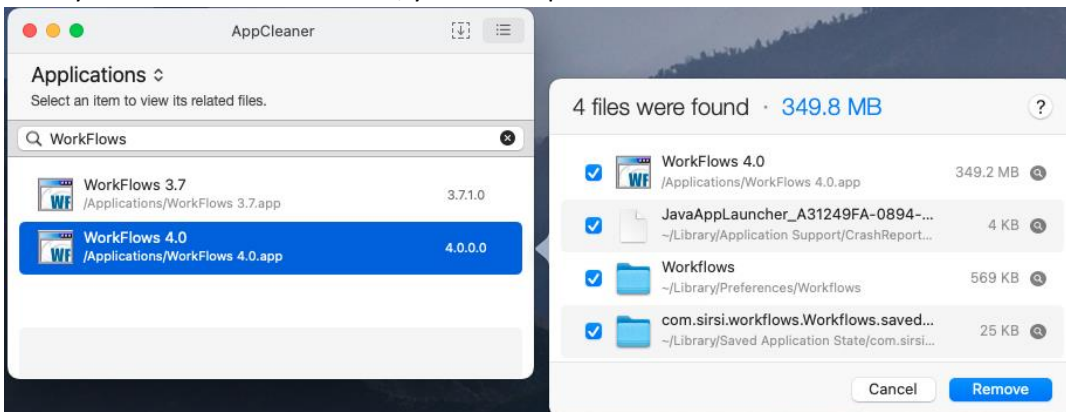 AppCleaner
Applications
Select an item to view its related files.
WorkFlows
WF
WorkFlows 3.7
3.7.1.0
/Applications/WorkFlows 3.7.app
WF
WorkFlows 4.0
4.0.0.0
/Applications/WorkFlows 4.0.app
4 files were found · 349.8 MB
?
WF
WorkFlows 4.0
349.2 MB
/Applications/WorkFlows 4.0.app
JavaAppLauncher_A31249FA-0894-...
4 KB
~/Library/Application Support/CrashReport...
Workflows
569 KB
~/Library/Preferences/Workflows
com.sirsi.workflows.Workflows.saved...
25 KB
~/Library/Saved Application State/com.sirsi...
Cancel
Remove